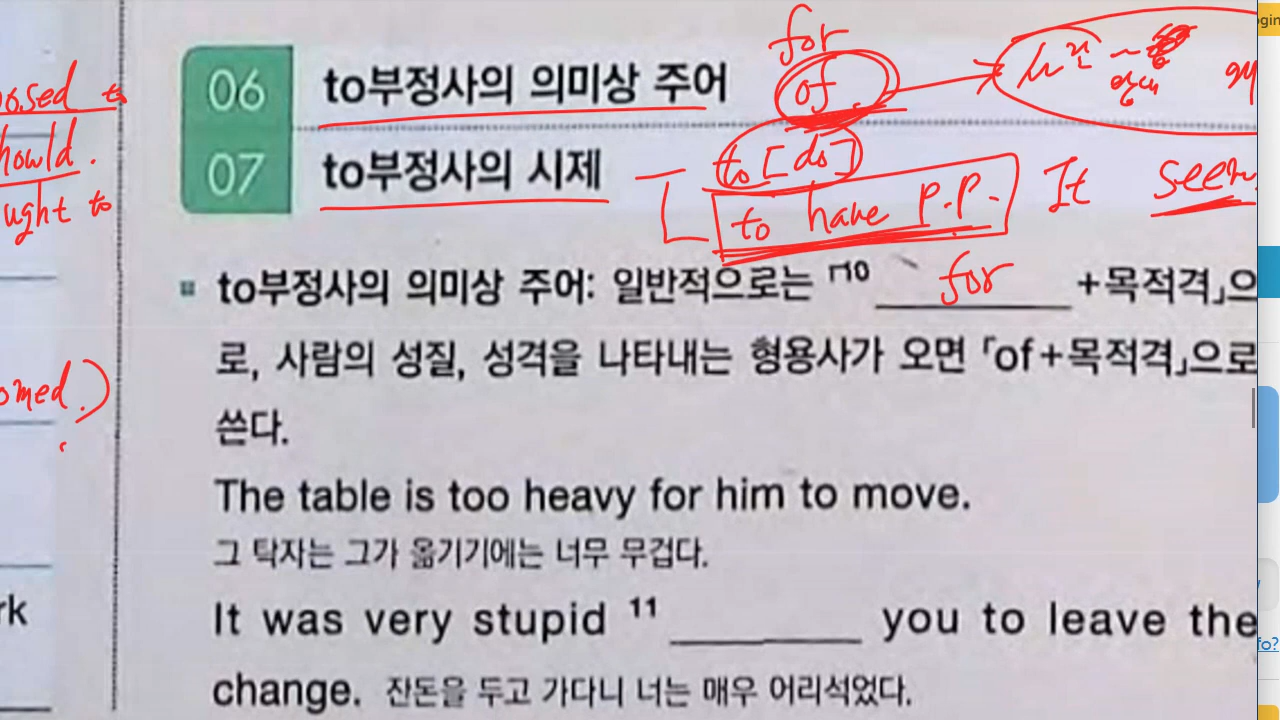 for
06 to부정사의 의미상 주어 of
osed to
07 to부정사의 시제 to [do]
to have p.p. It seem
ught to
to부정사의 의미상 주어: 일반적으로는 「10 for +목적격」으
로, 사람의 성질, 성격을 나타내는 형용사가 오면 「of+목적격」으로
omed.)
쓴다.
The table is too heavy for him to move.
그 탁자는 그가 옮기기에는 너무 무겁다.
rk
It was very stupid 11 ______ you to leave the
change. 잔돈을 두고 가다니 너는 매우 어리석었다.
gin
fo?